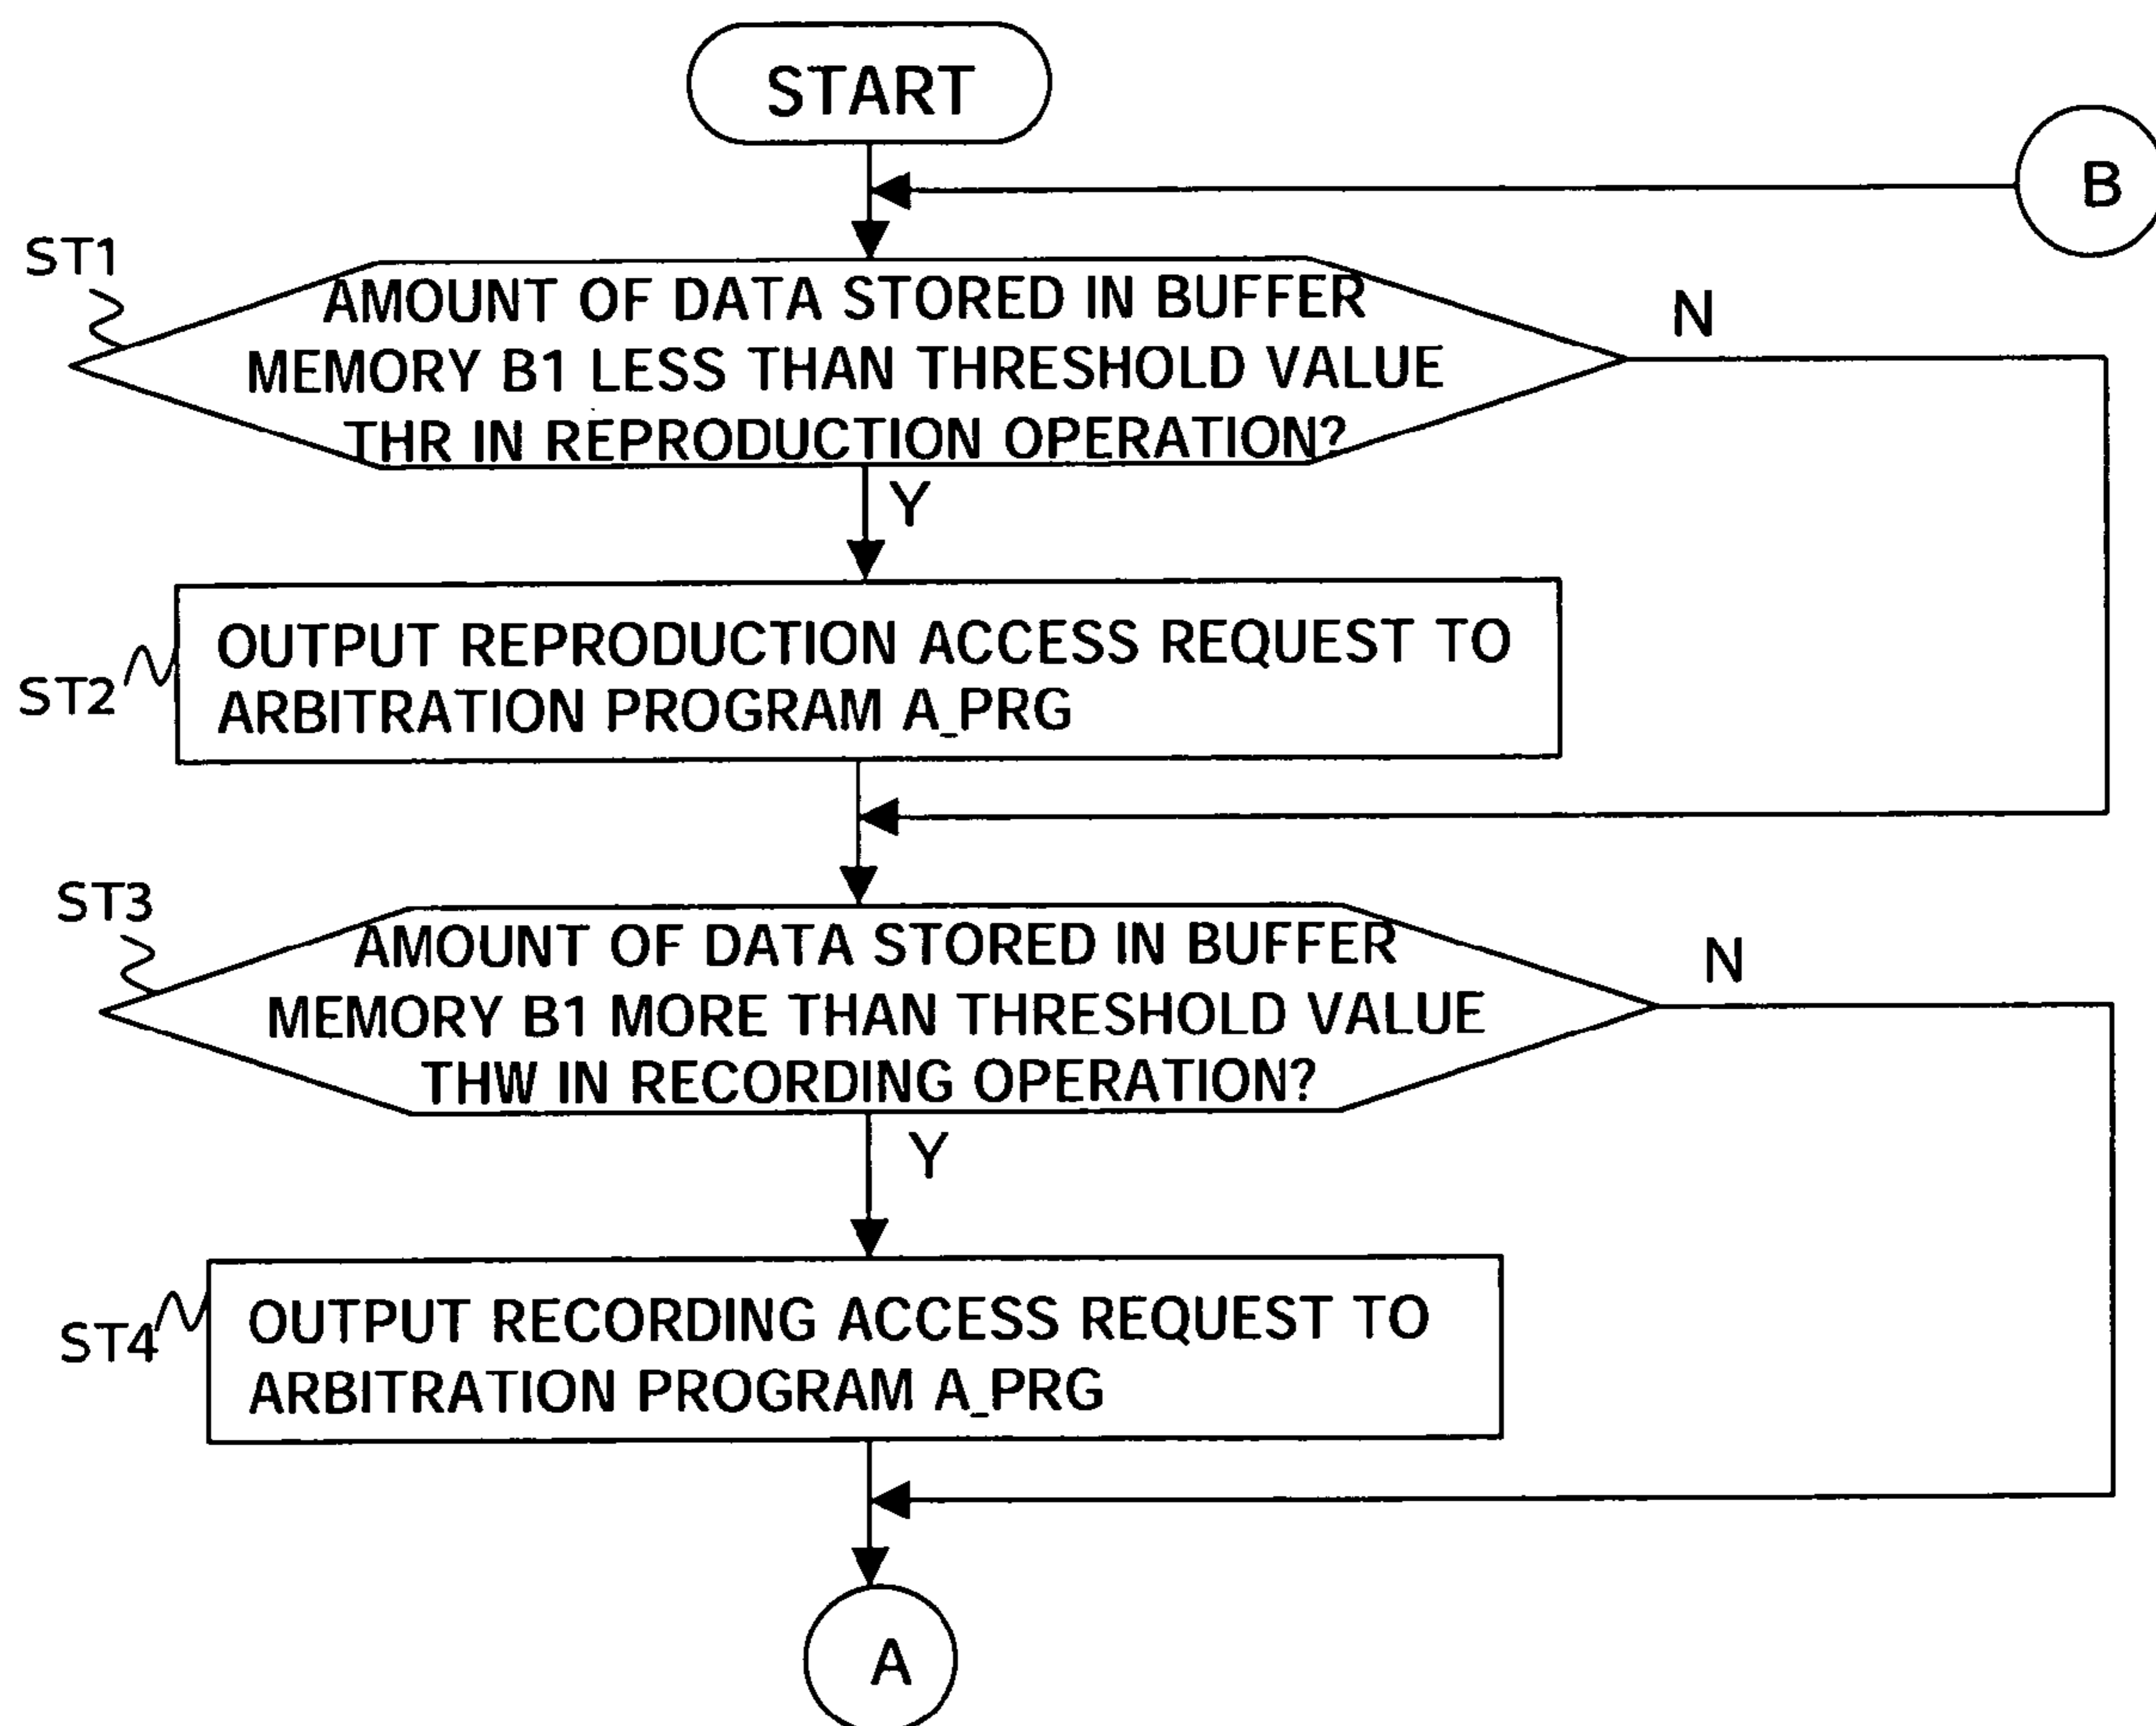 START
B
ST1
AMOUNT OF DATA STORED IN BUFFER
MEMORY B1 LESS THAN THRESHOLD VALUE
THR IN REPRODUCTION OPERATION?
N
Y
OUTPUT REPRODUCTION ACCESS REQUEST TO
ARBITRATION PROGRAM A_PRG
ST2
ST3
AMOUNT OF DATA STORED IN BUFFER
MEMORY B1 MORE THAN THRESHOLD VALUE
THW IN RECORDING OPERATION?
N
Y
OUTPUT RECORDING ACCESS REQUEST TO
ARBITRATION PROGRAM A_PRG
ST4
A